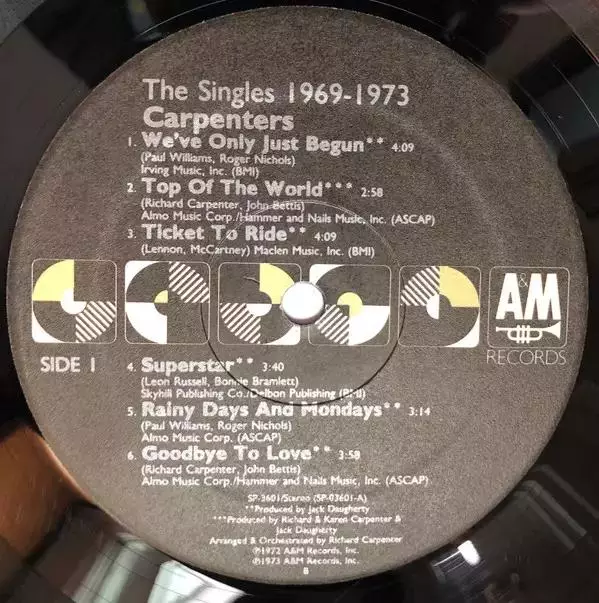 The Singles 1969-1973
Carpenters
1. We've Only Just Begun** 4:09
(Paul Williams, Roger Nichols)
Irving Music, Inc. (BMI)
2. Top Of The World*** 2:58
(Richard Carpenter, John Bettis)
Almo Music Corp./Hammer and Nails Music, Inc. (ASCAP)
3. Ticket To Ride** 4:09
(Lennon, McCartney) Maclen Music, Inc. (BMI)
A&M
SIDE 1
RECORDS
4. Superstar** 3:40
(Leon Russell, Bonnie Bramlett)
Skyhill Publishing Co./Delbon Publishing (BMI)
5. Rainy Days And Mondays** 3:14
(Paul Williams, Roger Nichols)
Almo Music Corp. (ASCAP)
6. Goodbye To Love** 3:58
(Richard Carpenter, John Bettis)
Almo Music Corp./Hammer and Nails Music, Inc. (ASCAP)
SP-3601/Stereo (SP-03601-A)
**Produced by Jack Daugherty
***Produced by Richard & Karen Carpenter &
Jack Daugherty
Arranged & Orchestrated by Richard Carpenter
℗1972 A&M Records, Inc.
℗1973 A&M Records, Inc.
B